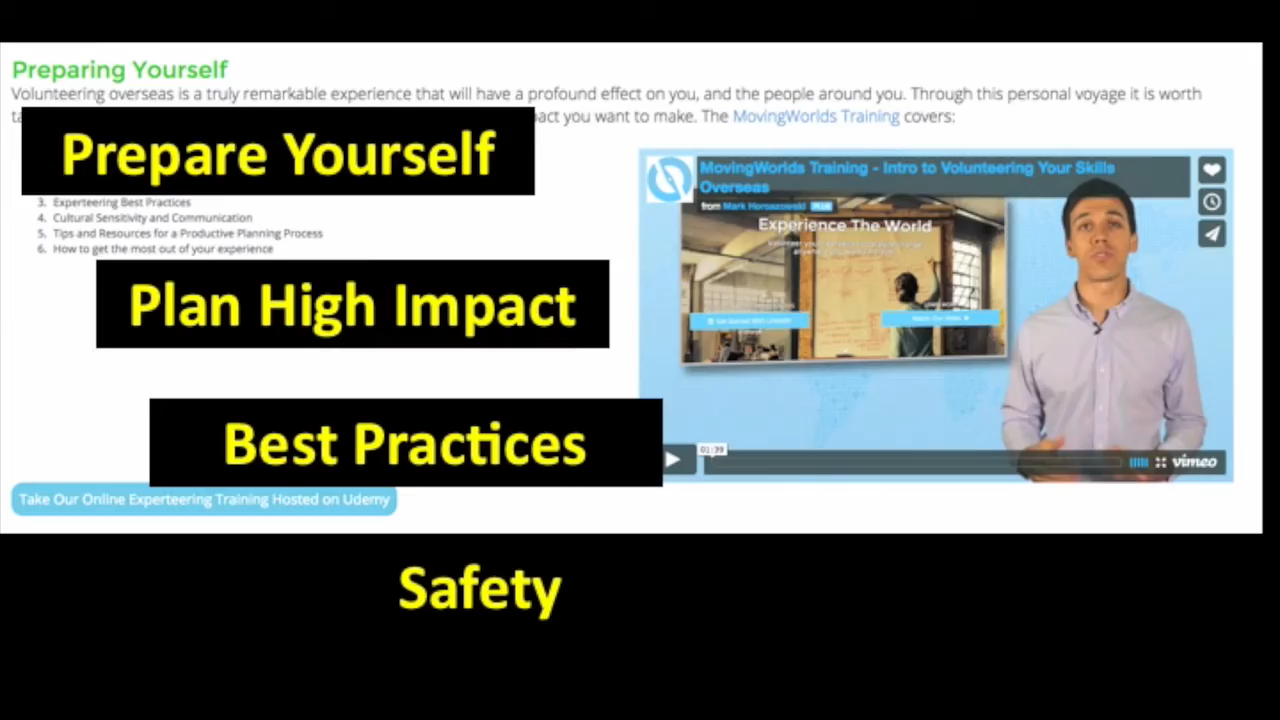 Preparing Yourself
Volunteering overseas is a truly remarkable experience that will have a profound effect on you, and the people around you. Through this personal voyage it is worth
impact you want to make. The MovingWorlds Training covers:
Prepare Yourself
3. Experteering Best Practices
4. Cultural Sensitivity and Communication
5. Tips and Resources for a Productive Planning Process
6. How to get the most out of your experience
Plan High Impact
Best Practices
Take Our Online Experteering Training Hosted on Udemy
Safety
MovingWorlds Training - Intro to Volunteering Your Skills
Overseas
from Mark Horoszowski PLUS
Experience The World
01:39
vimeo